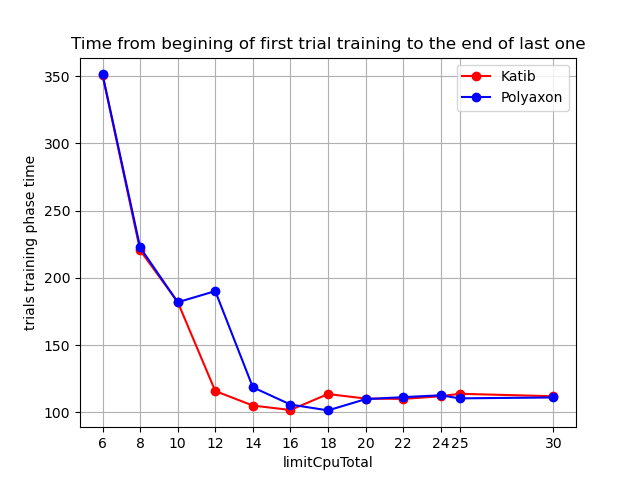 Time from begining of first trial training to the end of last one
Katib
Polyaxon
trials training phase time
350
300
250
200
150
100
6 8 10 12 14 16 18 20 22 24 25 30
limitCpuTotal